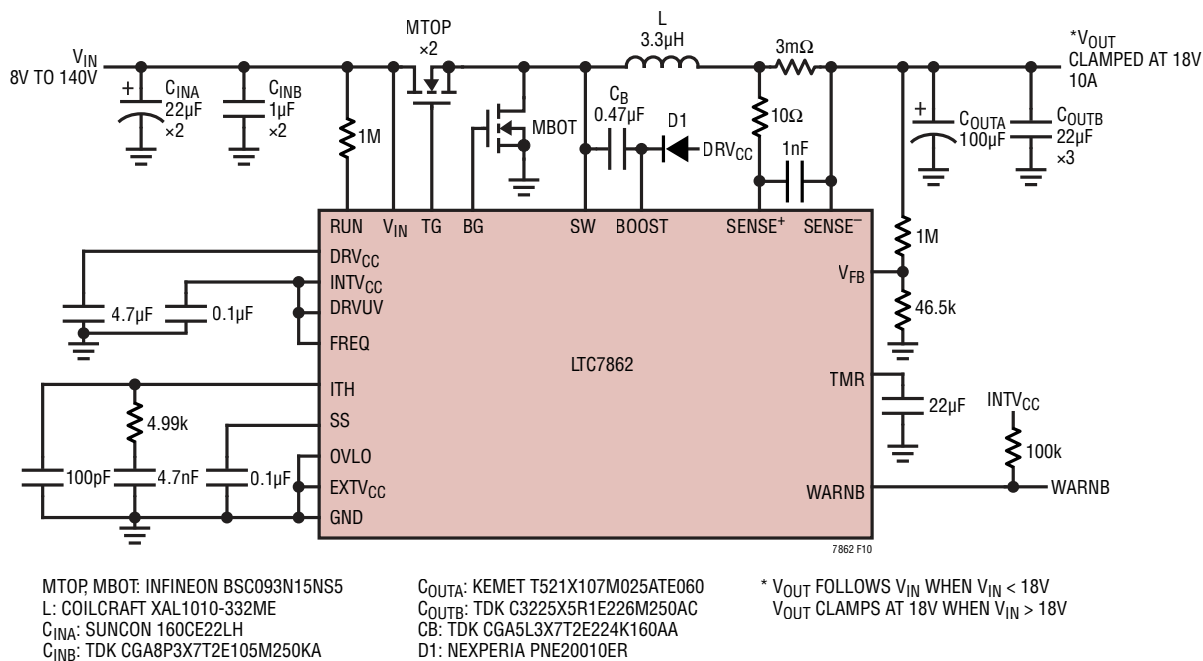 MTOP
×2
L
3.3μH
3mΩ
*VOUT
CLAMPED AT 18V
10A
VIN
8V TO 140V
+
CINA
22μF
×2
CINB
1μF
×2
1M
MBOT
CB
0.47μF
D1
DRVCC
10Ω
1nF
+
COUTA
100μF
COUTB
22μF
×3
RUN
VIN
TG
BG
SW
BOOST
SENSE+
SENSE–
1M
DRVCC
INTVCC
VFB
4.7μF
0.1μF
DRVUV
46.5k
FREQ
LTC7862
ITH
TMR
4.99k
SS
22μF
INTVCC
100k
OVLO
100pF
4.7nF
0.1μF
EXTVCC
WARNB
WARNB
GND
7862 F10
MTOP, MBOT: INFINEON BSC093N15NS5
L: COILCRAFT XAL1010-332ME
CINA: SUNCON 160CE22LH
CINB: TDK CGA8P3X7T2E105M250KA
COUTA: KEMET T521X107M025ATE060
COUTB: TDK C3225X5R1E226M250AC
CB: TDK CGA5L3X7T2E224K160AA
D1: NEXPERIA PNE20010ER
* VOUT FOLLOWS VIN WHEN VIN < 18V
VOUT CLAMPS AT 18V WHEN VIN > 18V